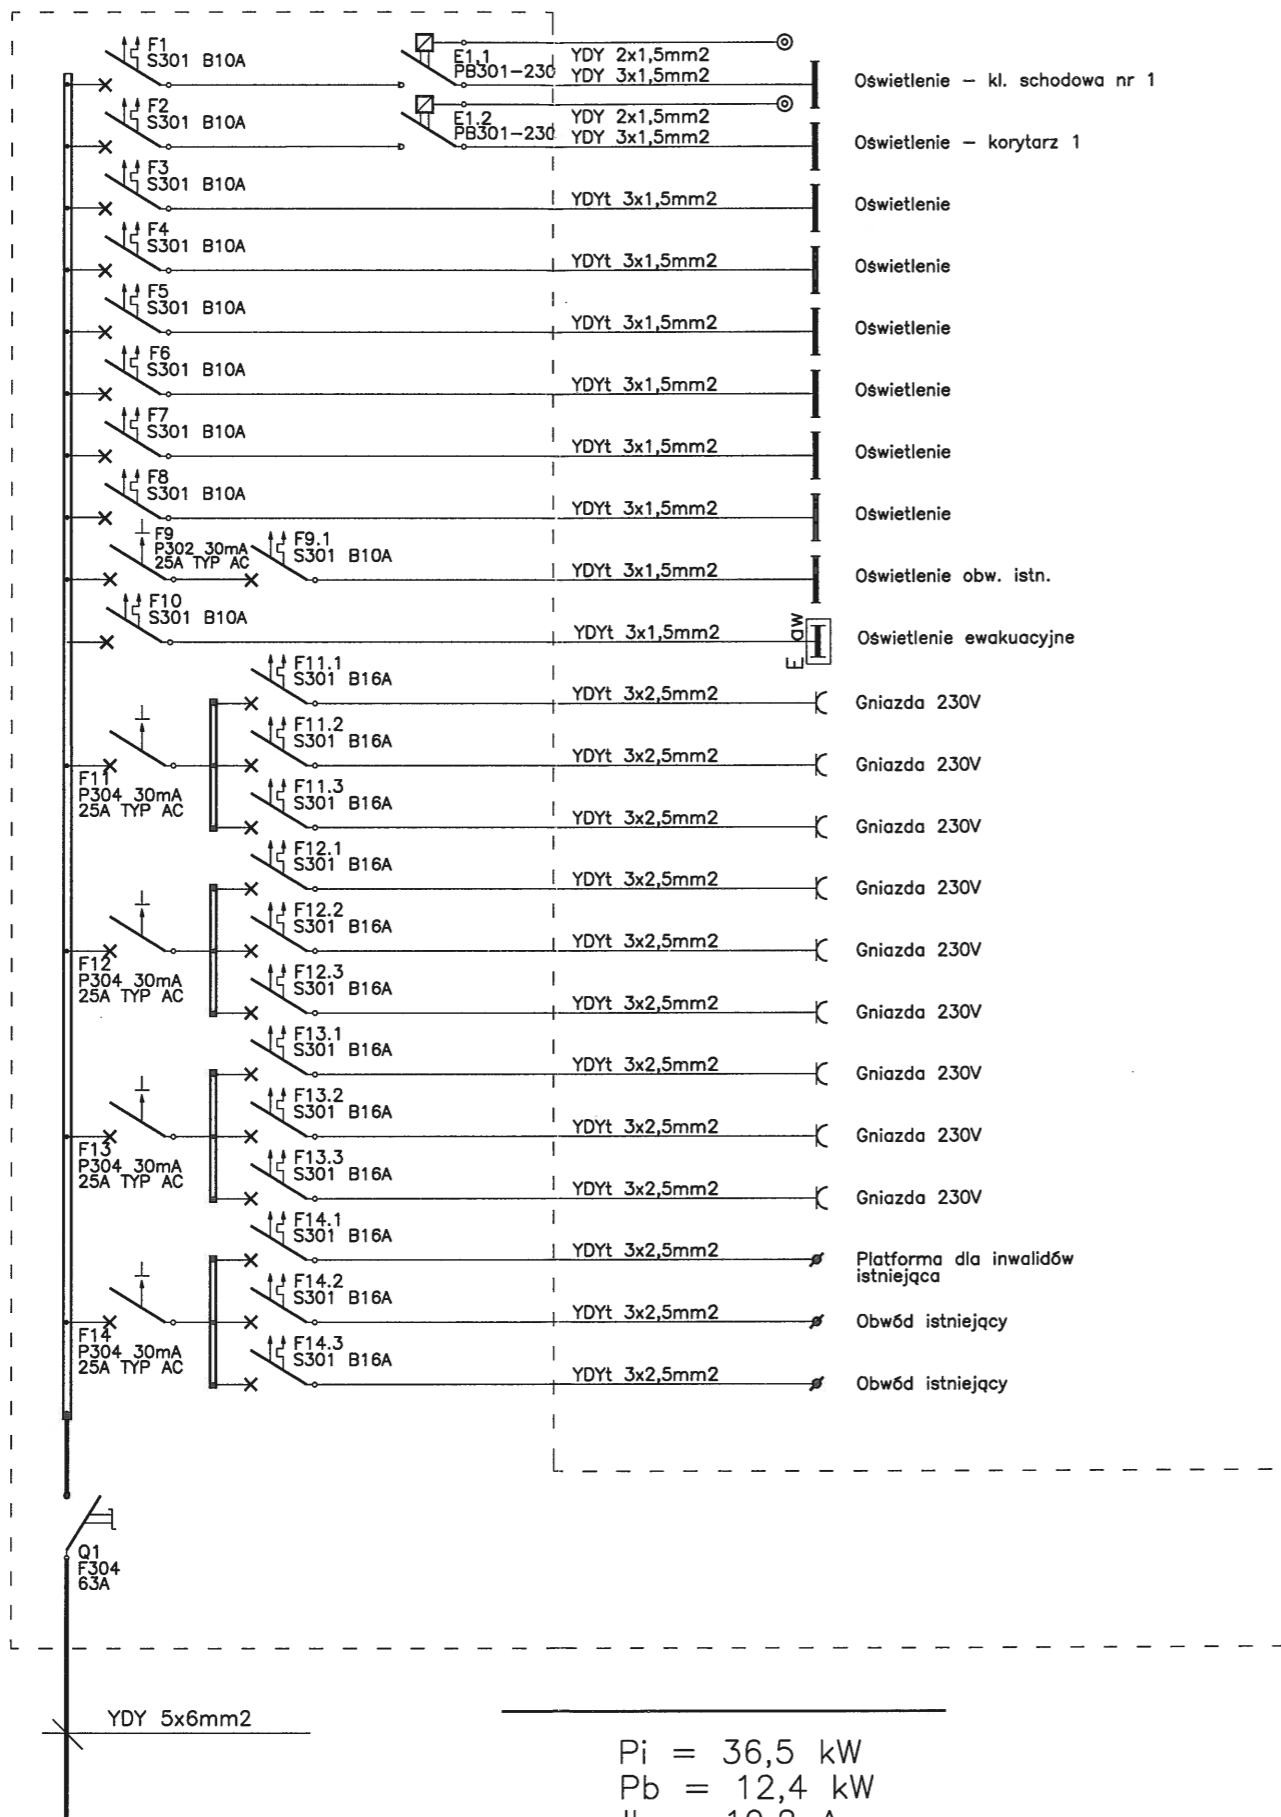 F1
S301 B10A
E1.1
PB301-230
YDY 2x1,5mm2
YDY 3x1,5mm2
Oświetlenie – kl. schodowa nr 1
F2
S301 B10A
E1.2
PB301-230
YDY 2x1,5mm2
YDY 3x1,5mm2
Oświetlenie – korytarz 1
F3
S301 B10A
YDYt 3x1,5mm2
Oświetlenie
F4
S301 B10A
YDYt 3x1,5mm2
Oświetlenie
F5
S301 B10A
YDYt 3x1,5mm2
Oświetlenie
F6
S301 B10A
YDYt 3x1,5mm2
Oświetlenie
F7
S301 B10A
YDYt 3x1,5mm2
Oświetlenie
F8
S301 B10A
YDYt 3x1,5mm2
Oświetlenie
F9
P302 30mA
25A TYP AC
F9.1
S301 B10A
YDYt 3x1,5mm2
Oświetlenie obw. istn.
F10
S301 B10A
YDYt 3x1,5mm2
E aw
Oświetlenie ewakuacyjne
F11.1
S301 B16A
YDYt 3x2,5mm2
Gniazda 230V
F11
P304 30mA
25A TYP AC
F11.2
S301 B16A
YDYt 3x2,5mm2
Gniazda 230V
F11.3
S301 B16A
YDYt 3x2,5mm2
Gniazda 230V
F12.1
S301 B16A
YDYt 3x2,5mm2
Gniazda 230V
F12
P304 30mA
25A TYP AC
F12.2
S301 B16A
YDYt 3x2,5mm2
Gniazda 230V
F12.3
S301 B16A
YDYt 3x2,5mm2
Gniazda 230V
F13.1
S301 B16A
YDYt 3x2,5mm2
Gniazda 230V
F13
P304 30mA
25A TYP AC
F13.2
S301 B16A
YDYt 3x2,5mm2
Gniazda 230V
F13.3
S301 B16A
YDYt 3x2,5mm2
Gniazda 230V
F14.1
S301 B16A
YDYt 3x2,5mm2
Platforma dla inwalidów
istniejąca
F14
P304 30mA
25A TYP AC
F14.2
S301 B16A
YDYt 3x2,5mm2
Obwód istniejący
F14.3
S301 B16A
YDYt 3x2,5mm2
Obwód istniejący
Q1
F304
63A
YDY 5x6mm2
Pi = 36,5 kW
Pb = 12,4 kW